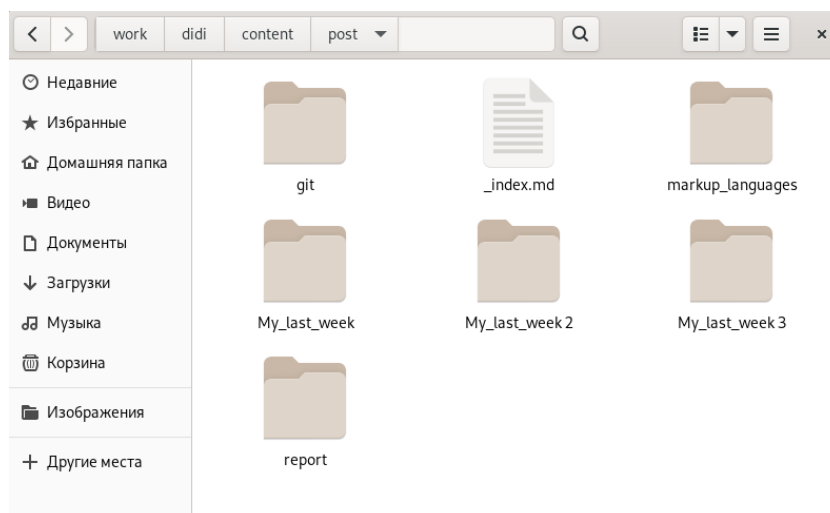 work didi content post
Недавние
Избранные
Домашняя папка
Видео
Документы
Загрузки
Музыка
Корзина
Изображения
Другие места
git _index.md markup_languages
My_last_week My_last_week 2 My_last_week 3
report